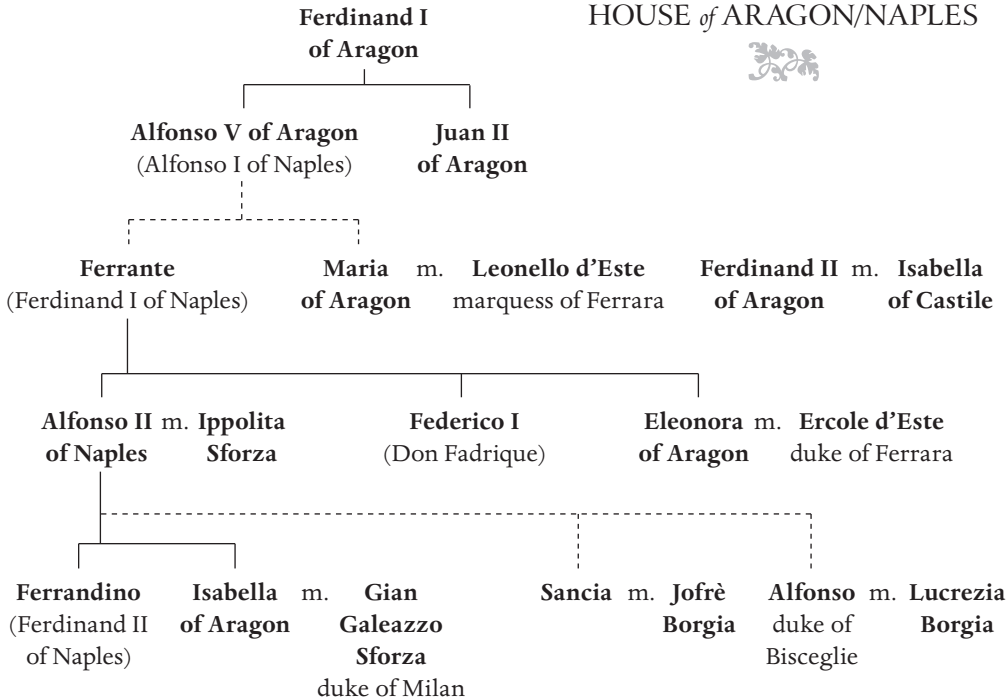 HOUSE of ARAGON/NAPLES
Ferdinand I
of Aragon
Alfonso V of Aragon
(Alfonso I of Naples)
Juan II
of Aragon
Ferrante
(Ferdinand I of Naples)
Maria
of Aragon
m.
Leonello d'Este
marquess of Ferrara
Ferdinand II
of Aragon
m.
Isabella
of Castile
Alfonso II
of Naples
m.
Ippolita
Sforza
Federico I
(Don Fadrique)
Eleonora
of Aragon
m.
Ercole d'Este
duke of Ferrara
Ferrandino
(Ferdinand II
of Naples)
Isabella
of Aragon
m.
Gian
Galeazzo
Sforza
duke of Milan
Sancia
m.
Jofrè
Borgia
Alfonso
duke of
Bisceglie
m.
Lucrezia
Borgia